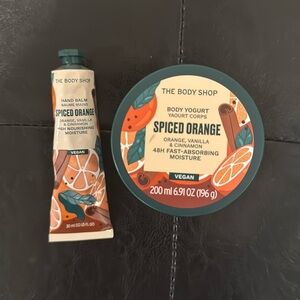 THE BODY SHOP
HAND BALM
BAUME MAINS
SPICED ORANGE
ORANGE, VANILLA
& CINNAMON
NOURISHING
MOISTURE
VEGAN
THE BODY SHOP
BODY YOGURT
YAOURT CORPS
SPICED ORANGE
ORANGE, VANILLA
& CINNAMON
48H FAST-ABSORBING
MOISTURE
VEGAN
200 ml 6.91 OZ (196 g)